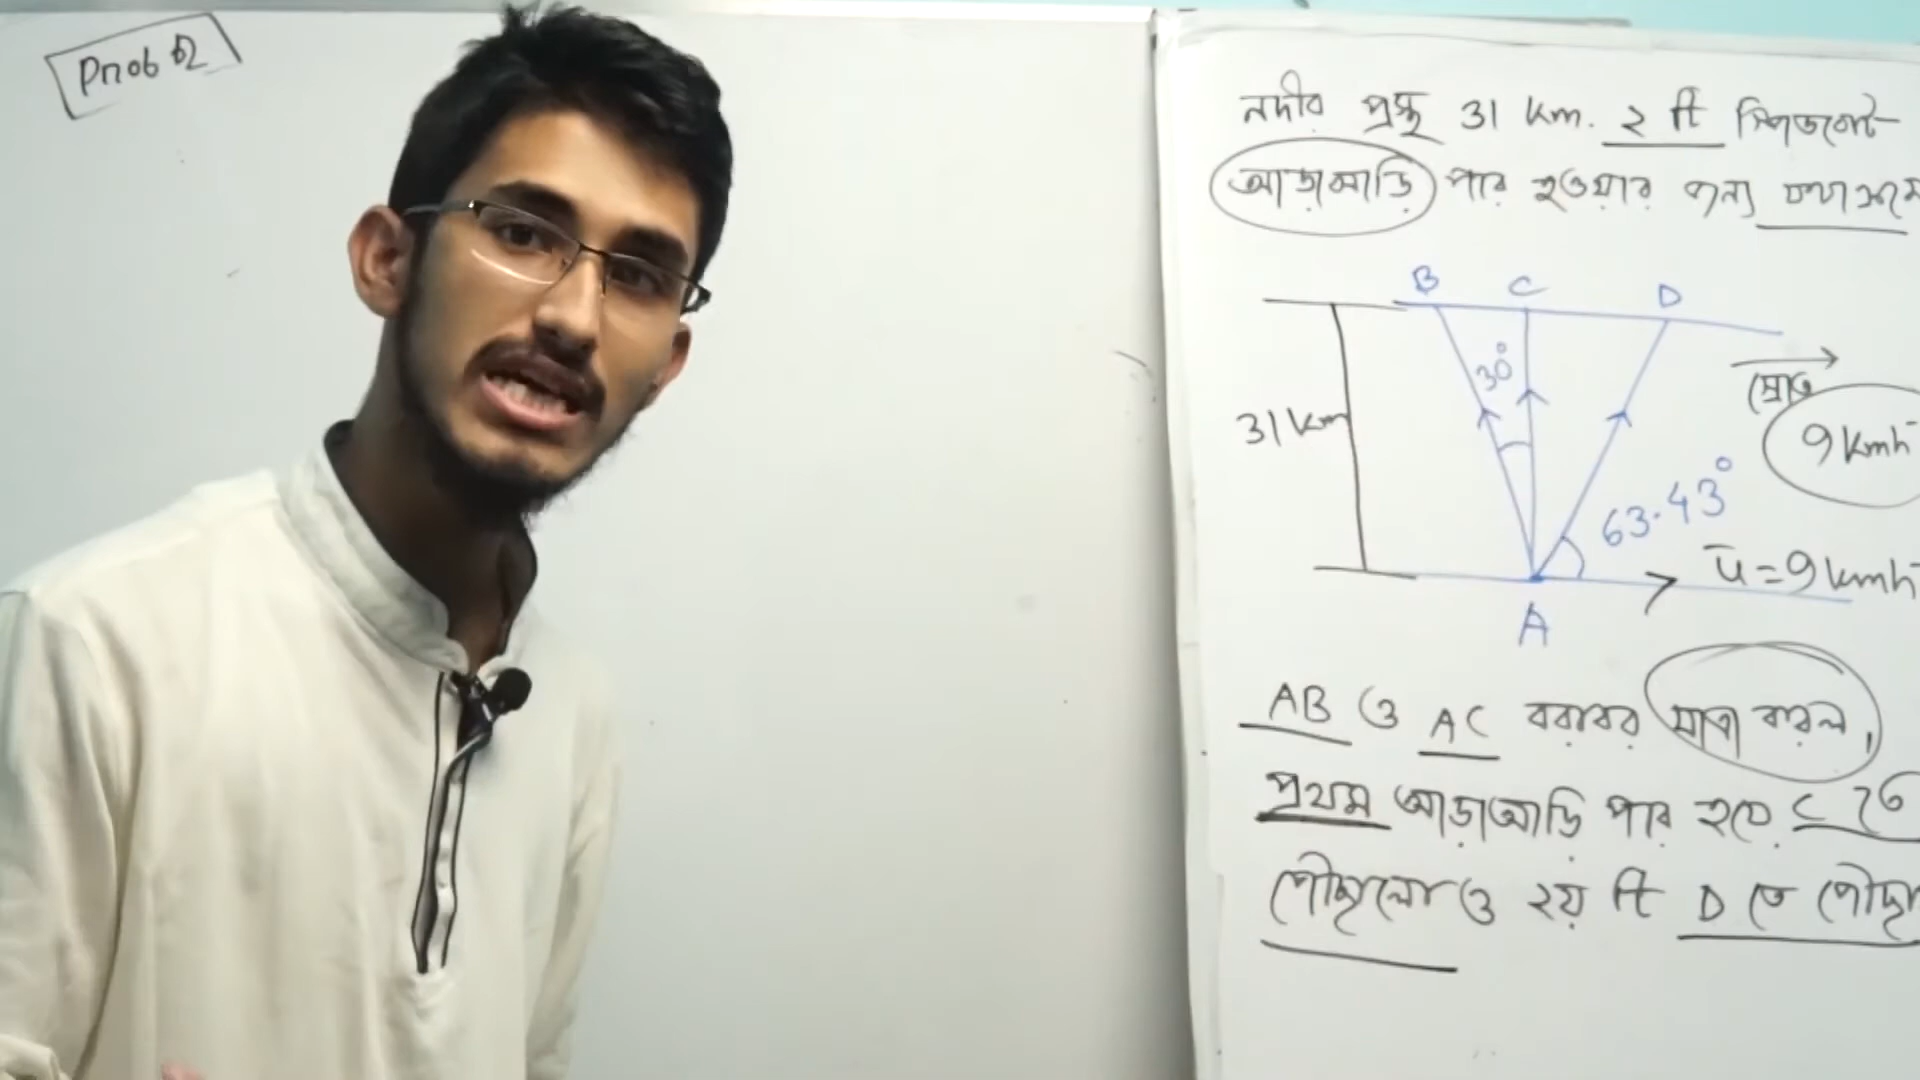 Prob 2
নদীর প্রস্থ 31 km. ২ টি স্পিডবোট
আড়াআড়ি পার হওয়ার জন্য
B C D
30°
31 km
স্রোত
9 kmh⁻
63.43°
u = 9 kmh⁻
A
AB ও AC বরাবর যাত্রা করল,
প্রথম আড়াআড়ি পার হয়ে C তে
পৌঁছালো ও ২য় টি D তে